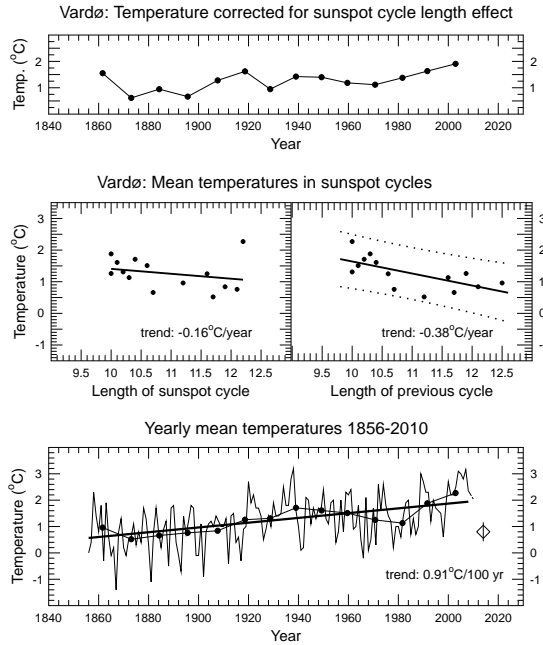 Vardø: Temperature corrected for sunspot cycle length effect
Temp. (°C)
2
1
2
1
1840 1860 1880 1900 1920 1940 1960 1980 2000 2020
Year
Vardø: Mean temperatures in sunspot cycles
Temperature (°C)
3
2
1
0
-1
trend: -0.16°C/year
trend: -0.38°C/year
3
2
1
0
-1
9.5 10 10.5 11 11.5 12 12.5
9.5 10 10.5 11 11.5 12 12.5
Length of sunspot cycle
Length of previous cycle
Yearly mean temperatures 1856-2010
Temperature (°C)
3
2
1
0
-1
3
2
1
0
-1
trend: 0.91°C/100 yr
1840 1860 1880 1900 1920 1940 1960 1980 2000 2020
Year